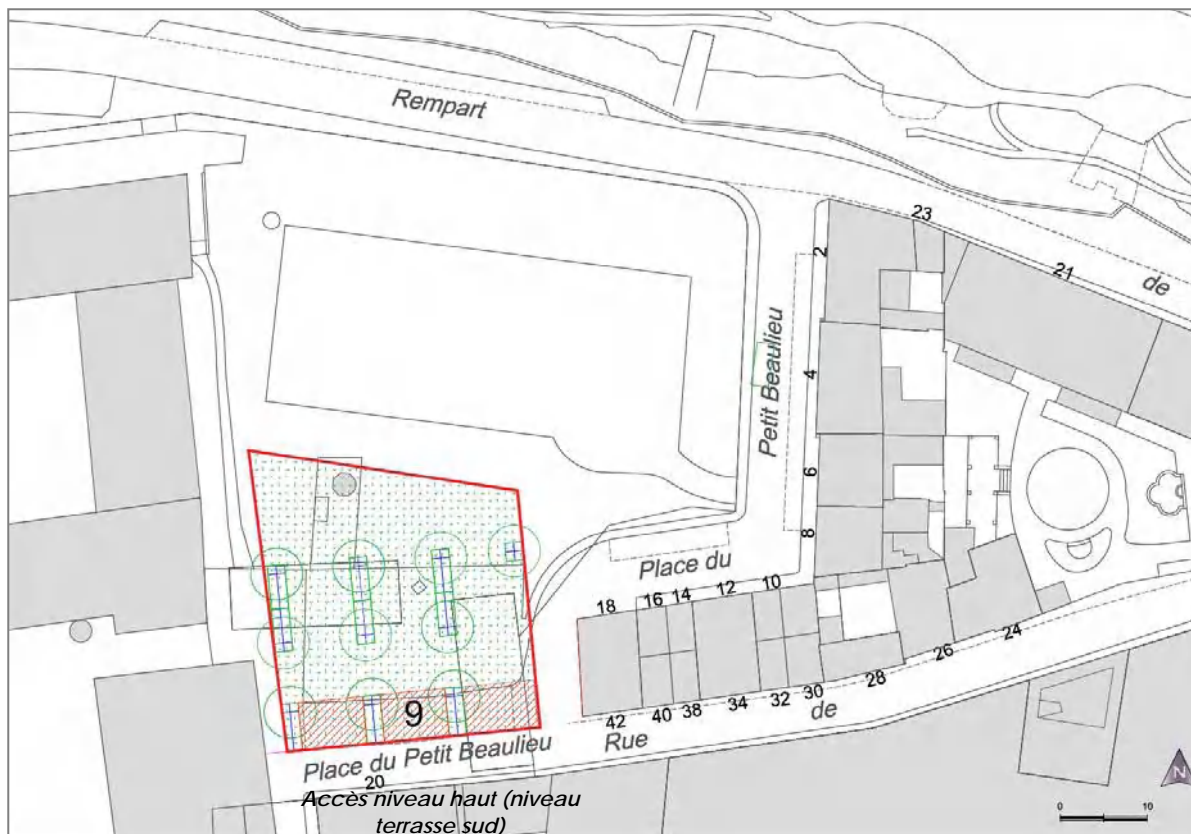 Rempart
23
2
21
de
Petit Beaulieu
4
6
8
Place du
10
12
14
16
18
24
26
28
30
32
34
38
40
42
de
9
Rue
Place du Petit Beaulieu
20
Accès niveau haut (niveau
terrasse sud)
N
0
10